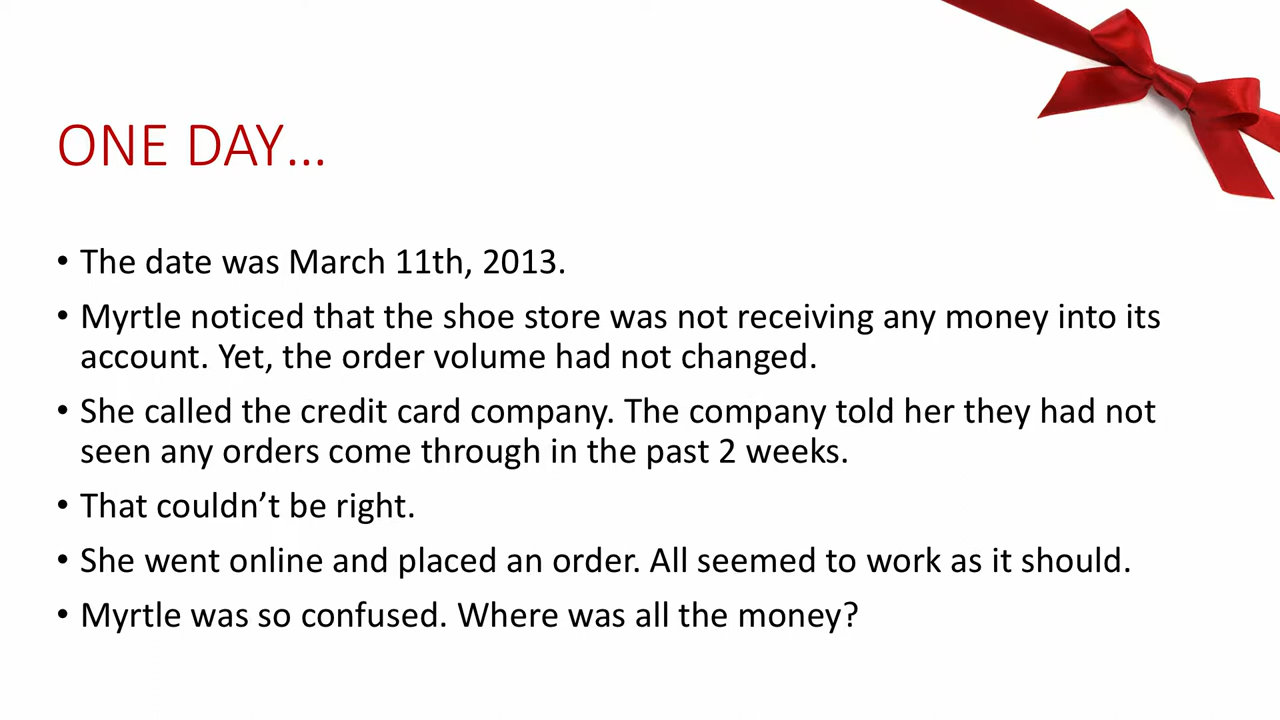 ONE DAY...
• The date was March 11th, 2013.
• Myrtle noticed that the shoe store was not receiving any money into its
account. Yet, the order volume had not changed.
• She called the credit card company. The company told her they had not
seen any orders come through in the past 2 weeks.
• That couldn’t be right.
• She went online and placed an order. All seemed to work as it should.
• Myrtle was so confused. Where was all the money?